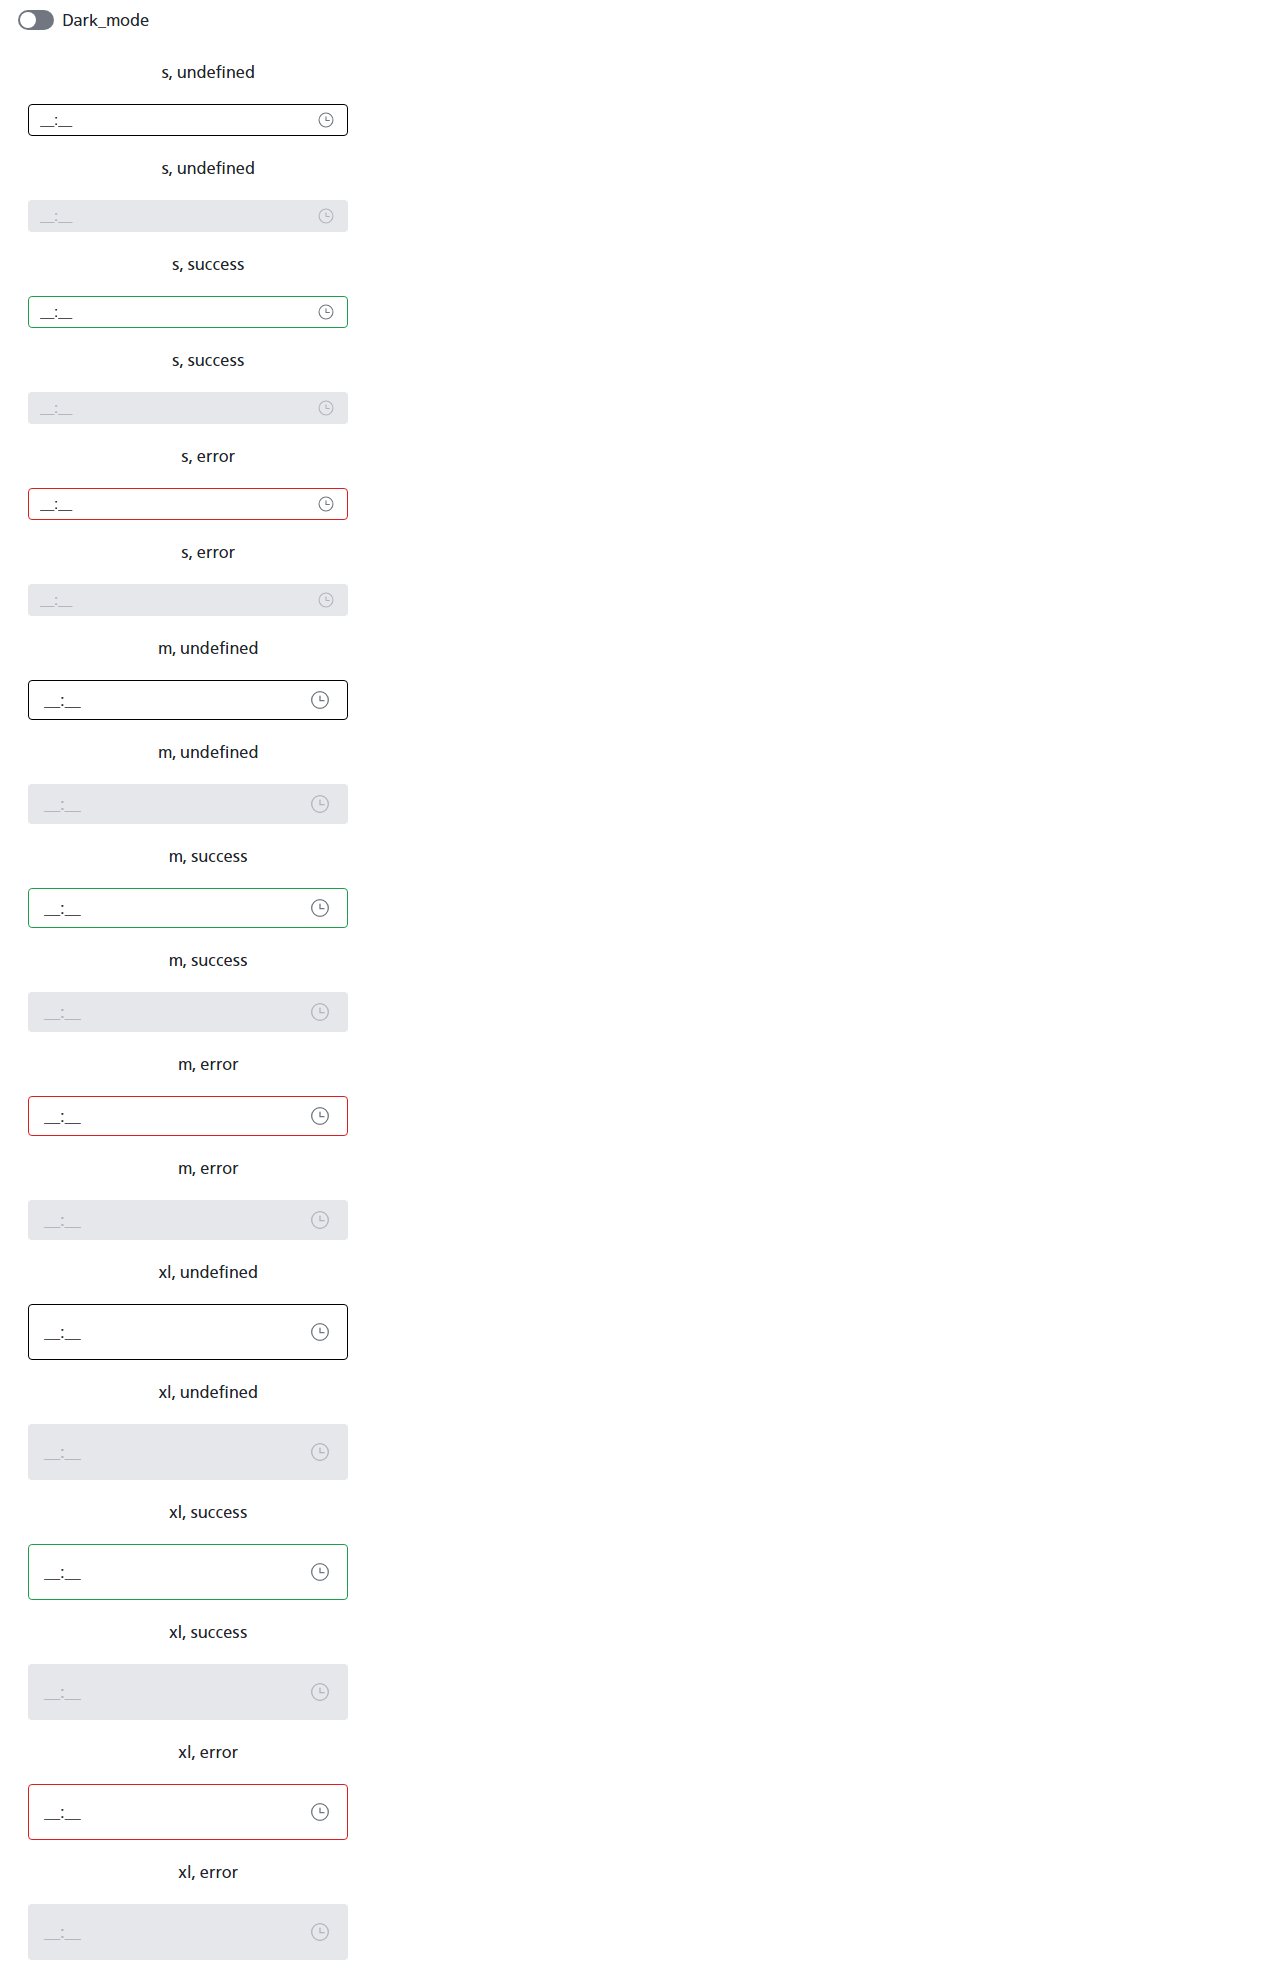 Dark_mode
s, undefined
__:__
s, undefined
__:__
s, success
__:__
s, success
__:__
s, error
__:__
s, error
__:__
m, undefined
__:__
m, undefined
__:__
m, success
__:__
m, success
__:__
m, error
__:__
m, error
__:__
xl, undefined
__:__
xl, undefined
__:__
xl, success
__:__
xl, success
__:__
xl, error
__:__
xl, error
__:__